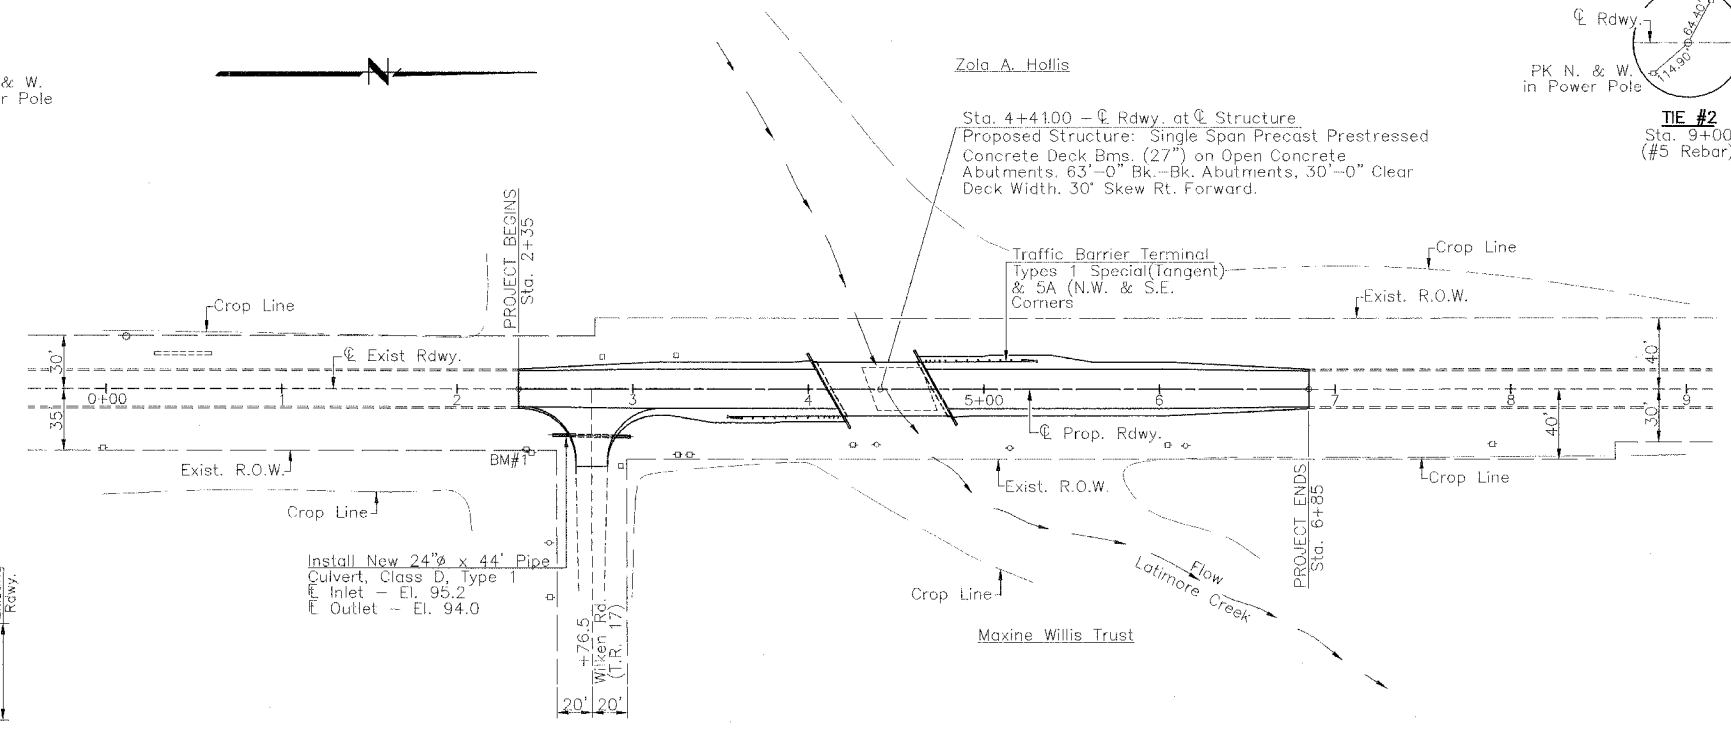 & W.
r Pole
N
Zola A. Hollis
Sta. 4+41.00 – ℄ Rdwy. at ℄ Structure
Proposed Structure: Single Span Precast Prestressed
Concrete Deck Bms. (27") on Open Concrete
Abutments. 63'–0" Bk.–Bk. Abutments, 30'–0" Clear
Deck Width. 30° Skew Rt. Forward.
℄ Rdwy.
64.40'
114.90'
PK N. & W.
in Power Pole
TIE #2
Sta. 9+00
(#5 Rebar)
PROJECT BEGINS
Sta. 2+35
Traffic Barrier Terminal
Types 1 Special(Tangent)
& 5A (N.W. & S.E.
Corners
Crop Line
Exist. R.O.W.
Crop Line
℄ Exist Rdwy.
30'
35'
40'
30'
40'
0+00
1
2
3
4
5+00
6
7
8
9
℄ Prop. Rdwy.
BM#1
Exist. R.O.W.
Crop Line
Exist. R.O.W.
Crop Line
PROJECT ENDS
Sta. 6+85
Install New 24"ø x 44' Pipe
Culvert, Class D, Type 1
Inlet – El. 95.2
Outlet – El. 94.0
Crop Line
Flow
Latimore Creek
Maxine Willis Trust
+76.5
Wilken Rd.
(T.R. 17)
20'
20'
Rdwy.